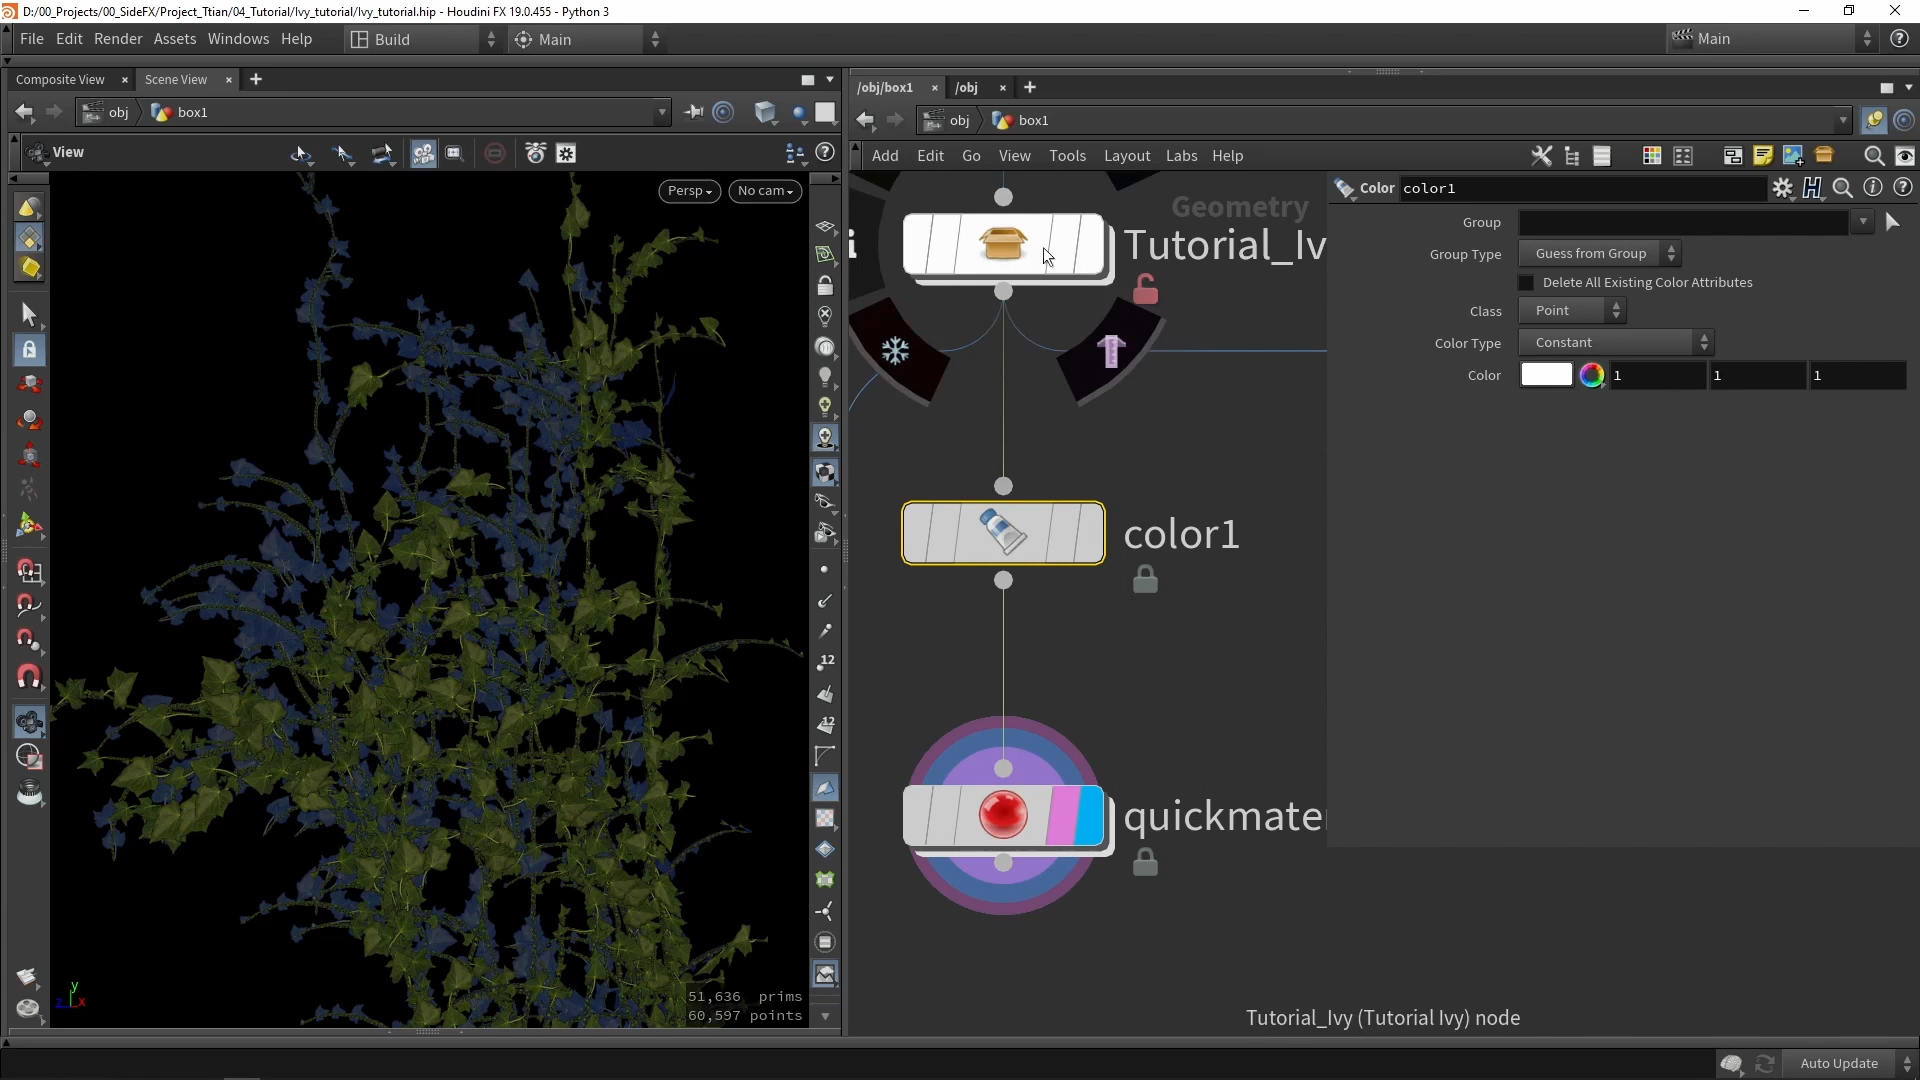 D:/00_Projects/00_SideFX/Project_Ttian/04_Tutorial/Ivy_tutorial/Ivy_tutorial.hip - Houdini FX 19.0.455 - Python 3
File Edit Render Assets Windows Help Build Main Main
Composite View Scene View
/obj/box1 /obj
obj box1
obj box1
View
Add Edit Go View Tools Layout Labs Help
Persp No cam
Geometry
Tutorial_Iv
Color color1
Group
Group Type Guess from Group
Delete All Existing Color Attributes
Class Point
Color Type Constant
Color 1 1 1
color1
12
12
quickmater
y
z x
51,636 prims
60,597 points
Tutorial_Ivy (Tutorial Ivy) node
Auto Update